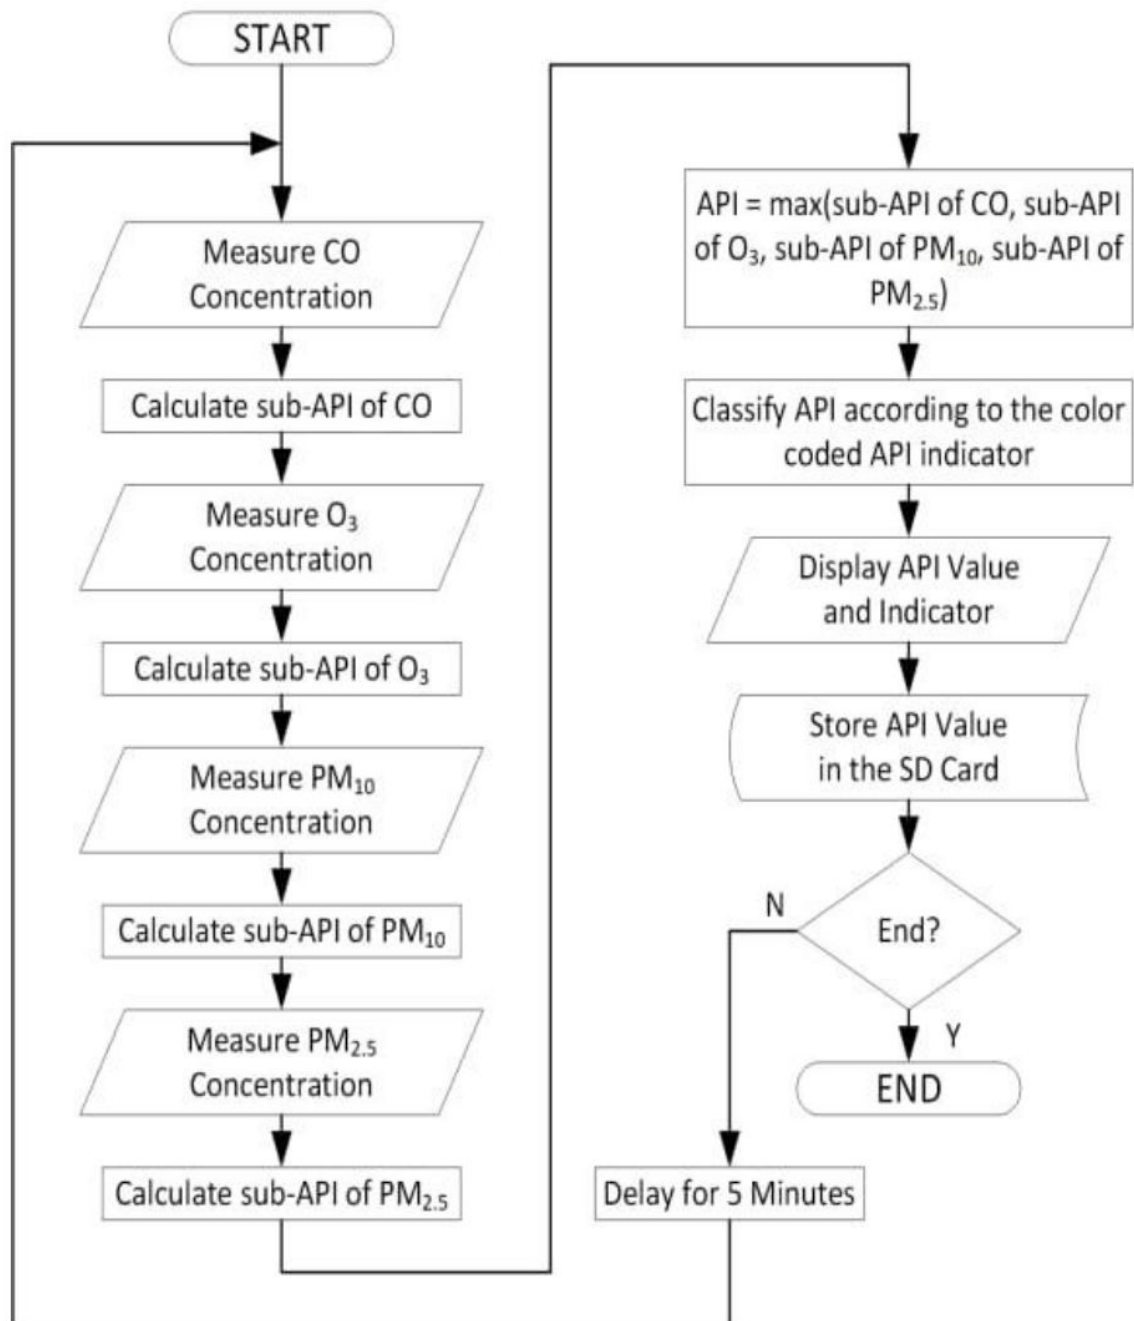 START
Measure CO
Concentration
Calculate sub-API of CO
Measure O₃
Concentration
Calculate sub-API of O₃
Measure PM₁₀
Concentration
Calculate sub-API of PM₁₀
Measure PM₂.₅
Concentration
Calculate sub-API of PM₂.₅
API = max(sub-API of CO, sub-API
of O₃, sub-API of PM₁₀, sub-API of
PM₂.₅)
Classify API according to the color
coded API indicator
Display API Value
and Indicator
Store API Value
in the SD Card
End?
N
Y
END
Delay for 5 Minutes